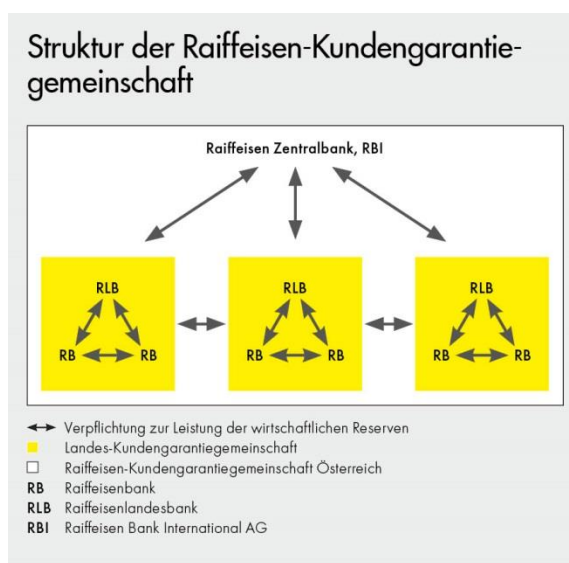 Struktur der Raiffeisen-Kundengarantie-
gemeinschaft
Raiffeisen Zentralbank, RBI
RLB RLB RLB
RB RB RB RB RB RB
Verpflichtung zur Leistung der wirtschaftlichen Reserven
Landes-Kundengarantiegemeinschaft
Raiffeisen-Kundengarantiegemeinschaft Österreich
RB Raiffeisenbank
RLB Raiffeisenlandesbank
RBI Raiffeisen Bank International AG